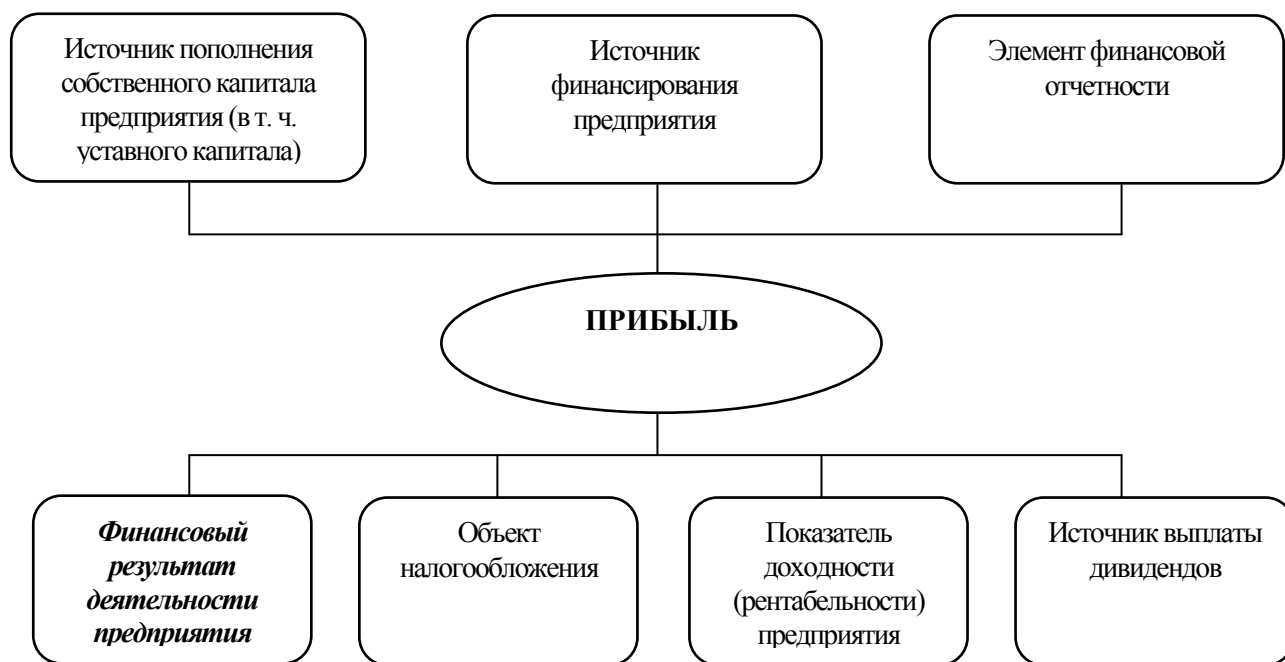 Источник пополнения
собственного капитала
предприятия (в т. ч.
уставного капитала)
Источник
финансирования
предприятия
Элемент финансовой
отчетности
ПРИБЫЛЬ
Финансовый
результат
деятельности
предприятия
Объект
налогообложения
Показатель
доходности
(рентабельности)
предприятия
Источник выплаты
дивидендов